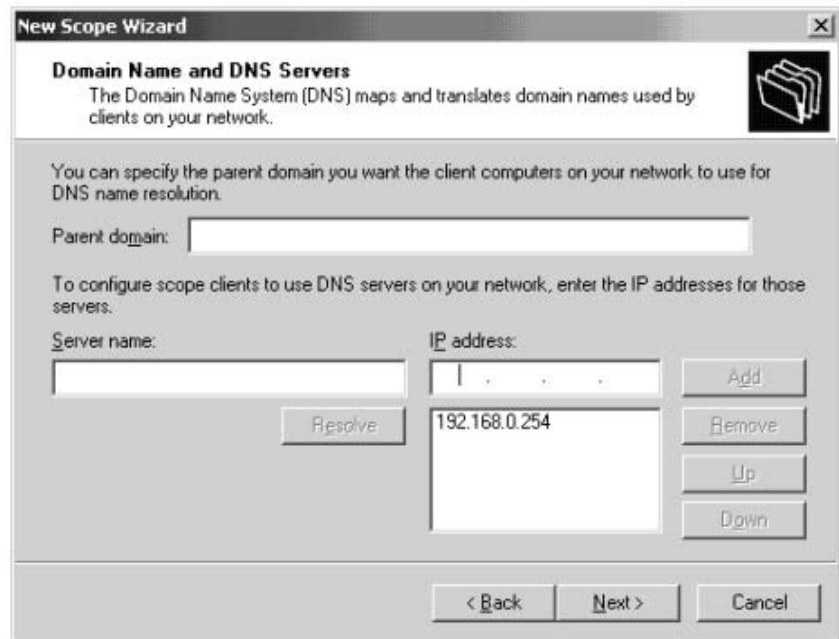 New Scope Wizard
Domain Name and DNS Servers
The Domain Name System (DNS) maps and translates domain names used by
clients on your network.
You can specify the parent domain you want the client computers on your network to use for
DNS name resolution.
Parent domain:
To configure scope clients to use DNS servers on your network, enter the IP addresses for those
servers.
Server name:
IP address:
. . .
Add
Resolve
192.168.0.254
Remove
Up
Down
< Back
Next >
Cancel